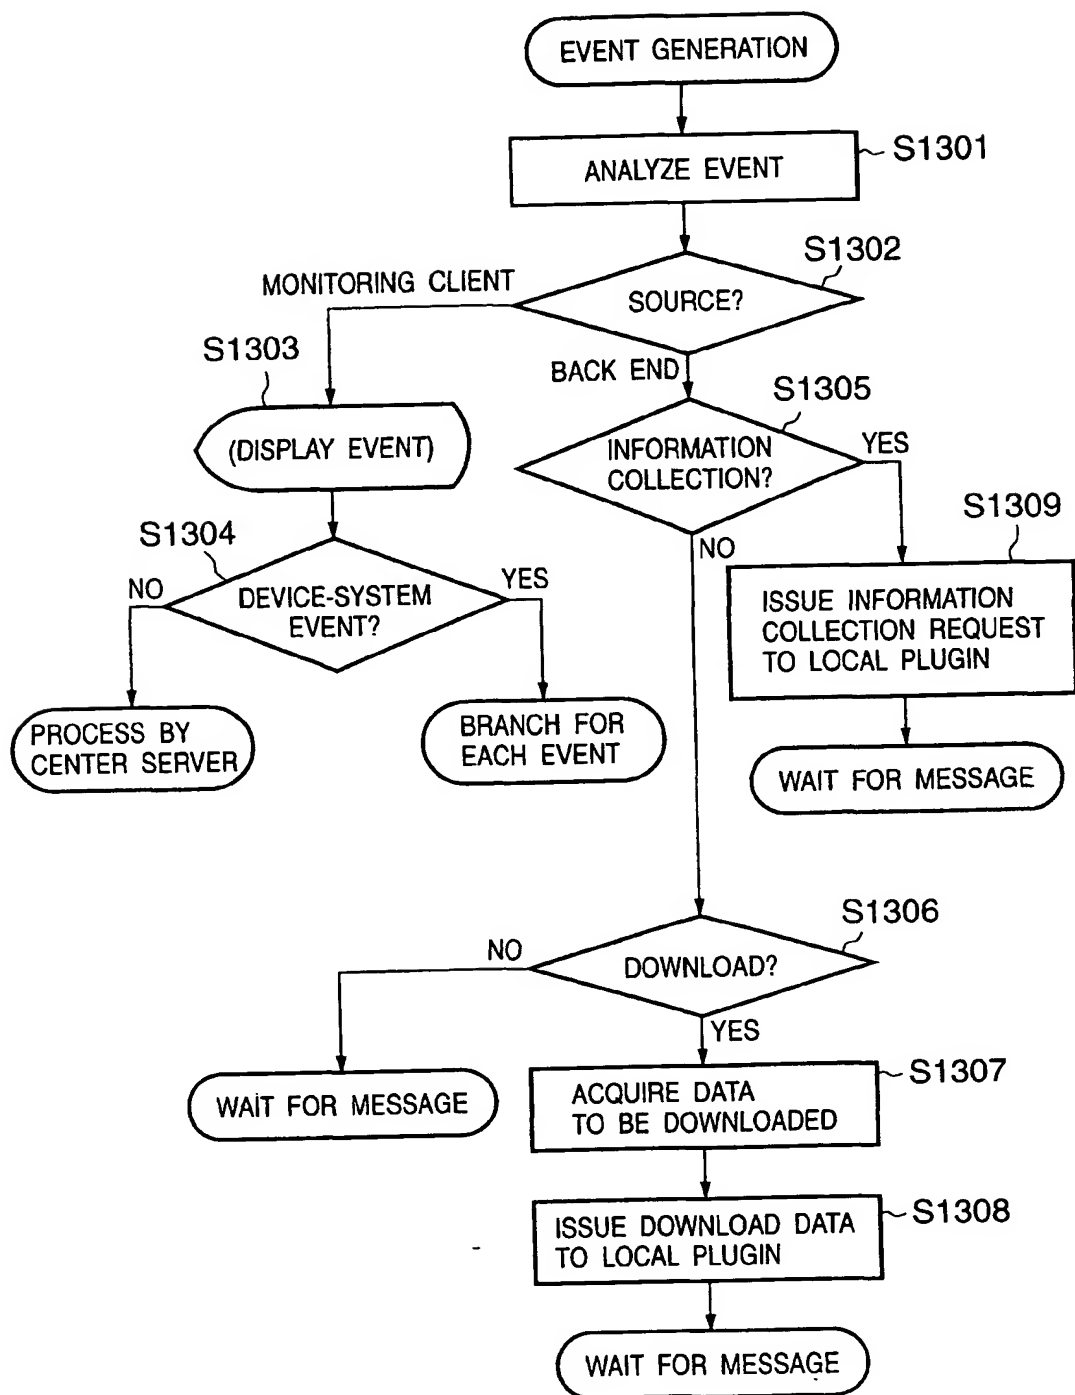 EVENT GENERATION
ANALYZE EVENT
S1301
S1302
SOURCE?
MONITORING CLIENT
BACK END
S1303
(DISPLAY EVENT)
S1304
DEVICE-SYSTEM
EVENT?
NO
YES
PROCESS BY
CENTER SERVER
BRANCH FOR
EACH EVENT
S1305
INFORMATION
COLLECTION?
YES
NO
S1309
ISSUE INFORMATION
COLLECTION REQUEST
TO LOCAL PLUGIN
WAIT FOR MESSAGE
S1306
DOWNLOAD?
NO
YES
WAIT FOR MESSAGE
S1307
ACQUIRE DATA
TO BE DOWNLOADED
S1308
ISSUE DOWNLOAD DATA
TO LOCAL PLUGIN
WAIT FOR MESSAGE